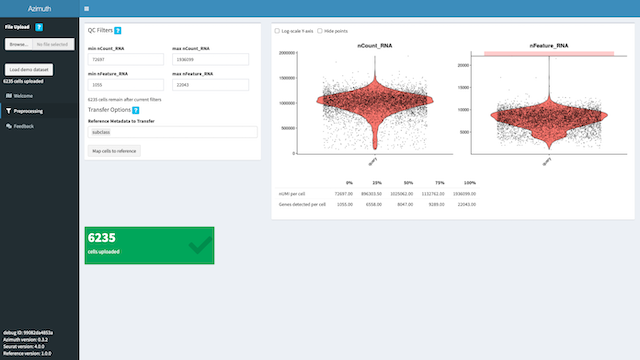 Azimuth
File Upload ?
Browse... No file selected
Load demo dataset
6235 cells uploaded
Welcome
Preprocessing
Feedback
debug ID: 99082da4853a
Azimuth version: 0.3.2
Seurat version: 4.0.0
Reference version: 1.0.0
QC Filters ?
min nCount_RNA max nCount_RNA
72697 1936099
min nFeature_RNA max nFeature_RNA
1055 22043
6235 cells remain after current filters
Transfer Options ?
Reference Metadata to Transfer
subclass
Map cells to reference
6235
cells uploaded
Log-scale Y-axis Hide points
nCount_RNA
2000000
1500000
1000000
500000
0
query
nFeature_RNA
20000
15000
10000
5000
query
0% 25% 50% 75% 100%
nUMI per cell 72697.00 896303.50 1025062.00 1132762.00 1936099.00
Genes detected per cell 1055.00 6558.00 8047.00 9289.00 22043.00